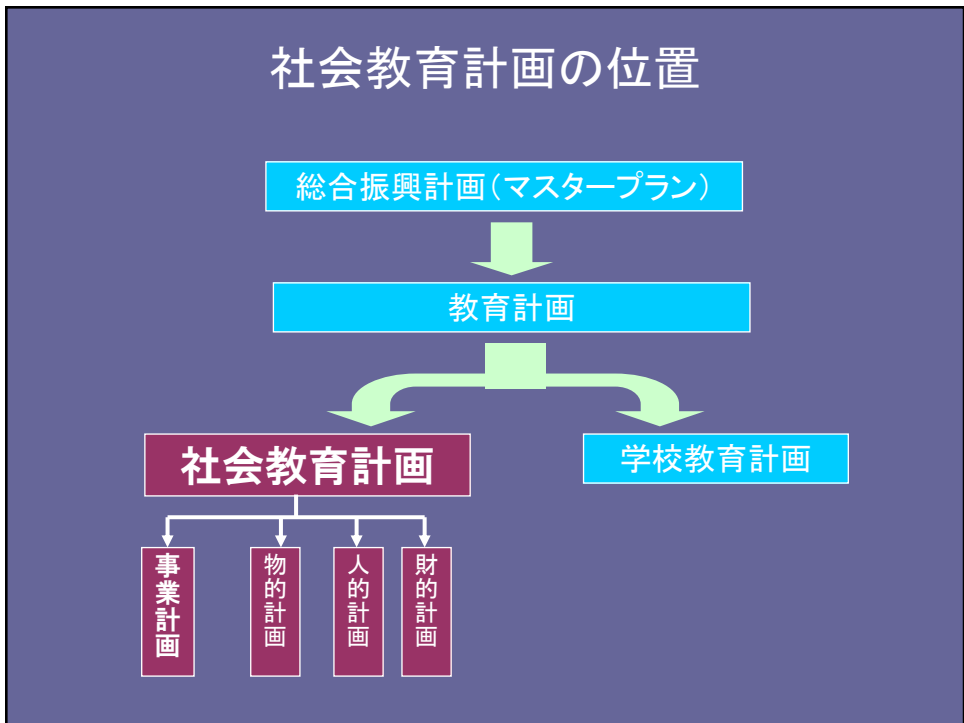 社会教育計画の位置
総合振興計画（マスタープラン）
教育計画
社会教育計画
学校教育計画
事業計画
物的計画
人的計画
財的計画